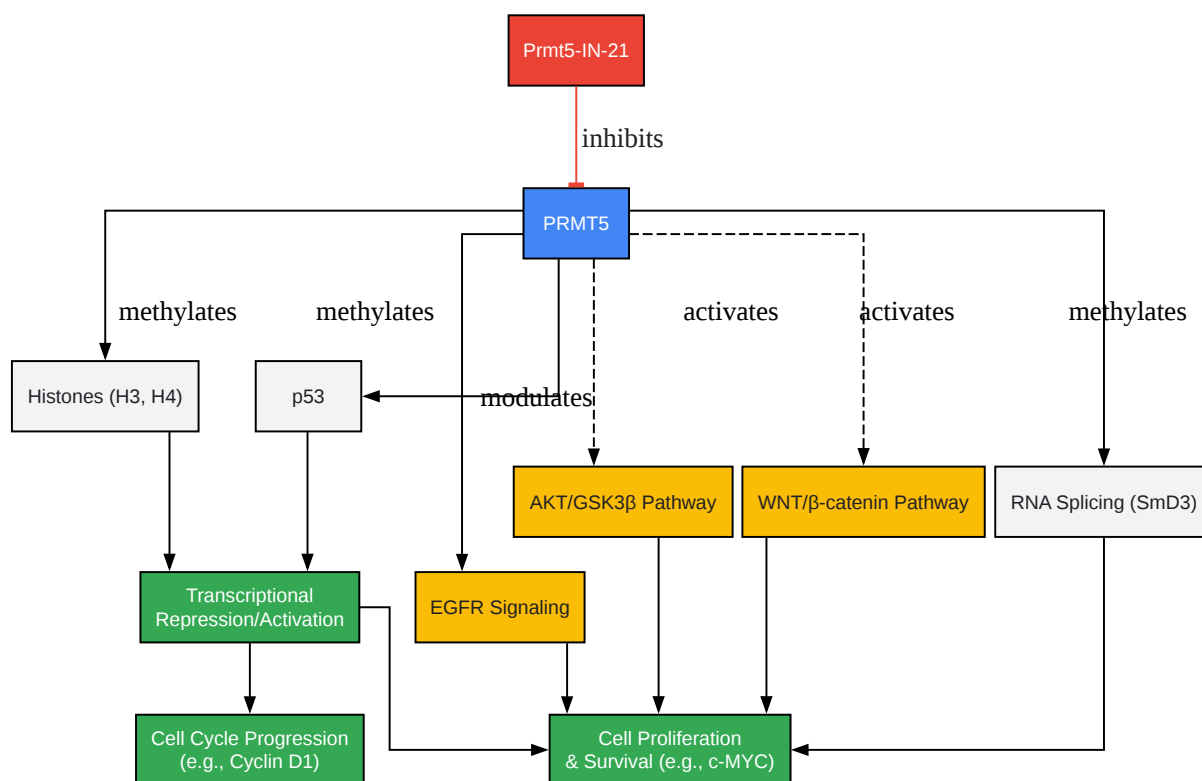 Prmt5-IN-21
inhibits
PRMT5
methylates
methylates
activates
activates
methylates
Histones (H3, H4)
p53
modulates
AKT/GSK3β Pathway
WNT/β-catenin Pathway
RNA Splicing (SmD3)
Transcriptional
Repression/Activation
EGFR Signaling
Cell Cycle Progression
(e.g., Cyclin D1)
Cell Proliferation
& Survival (e.g., c-MYC)